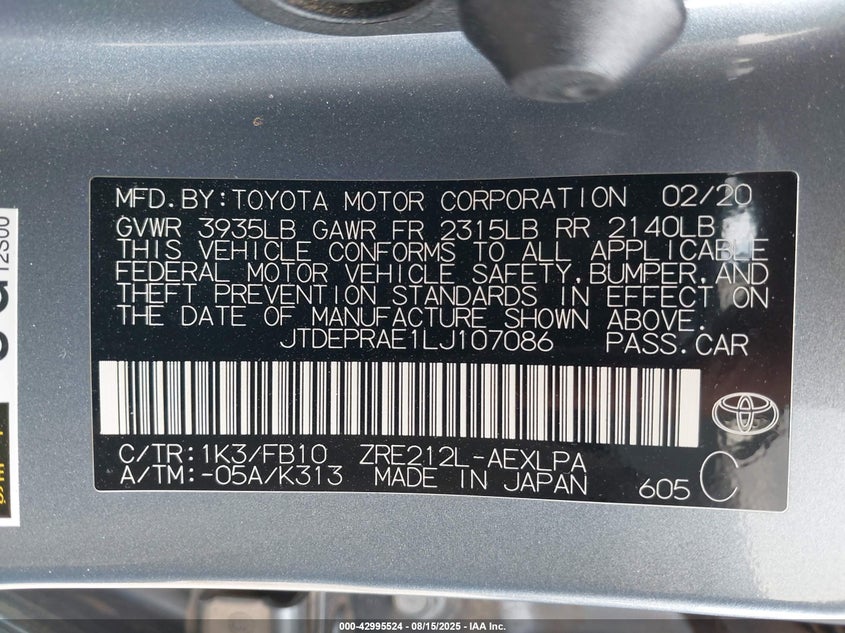 MFD.BY:TOYOTA MOTOR CORPORATION 02/20
GVWR 3935LB GAWR FR 2315LB RR 2140LB
THIS VEHICLE CONFORMS TO ALL APPLICABLE
FEDERAL MOTOR VEHICLE SAFETY,BUMPER,AND
THEFT PREVENTION STANDARDS IN EFFECT ON
THE DATE OF MANUFACTURE SHOWN ABOVE.
JTDEPRAE1LJ107086 PASS.CAR
C/TR:1K3/FB10 ZRE212L-AEXLPA
A/TM:-05A/K313 MADE IN JAPAN 605 C
000-42995524 - 08/15/2025 - IAA Inc.